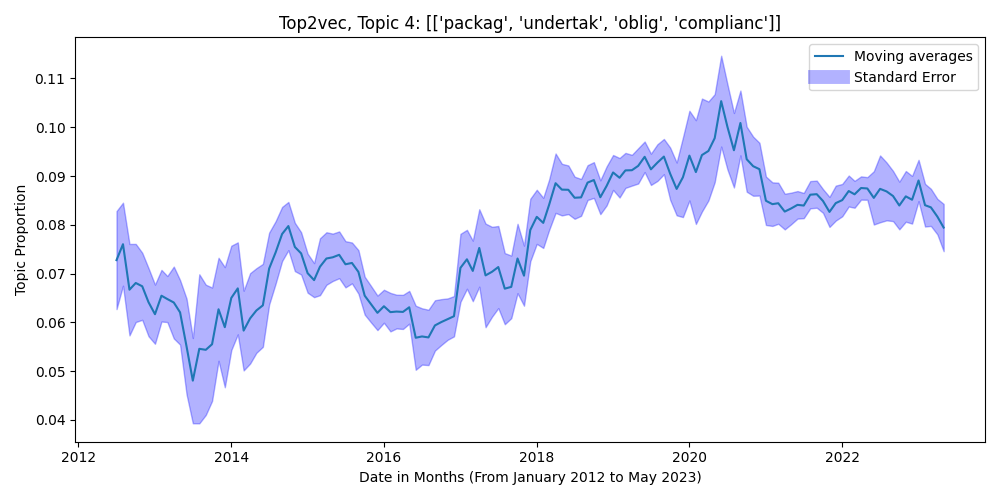 Top2vec, Topic 4: [['packag', 'undertak', 'oblig', 'complianc']]
Moving averages
Standard Error
Topic Proportion
0.11
0.10
0.09
0.08
0.07
0.06
0.05
0.04
2012 2014 2016 2018 2020 2022
Date in Months (From January 2012 to May 2023)